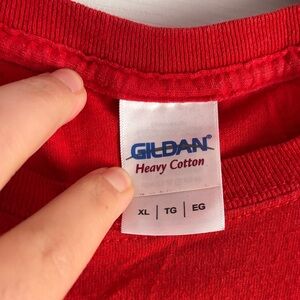 GILDAN®
Heavy Cotton
XL | TG | EG